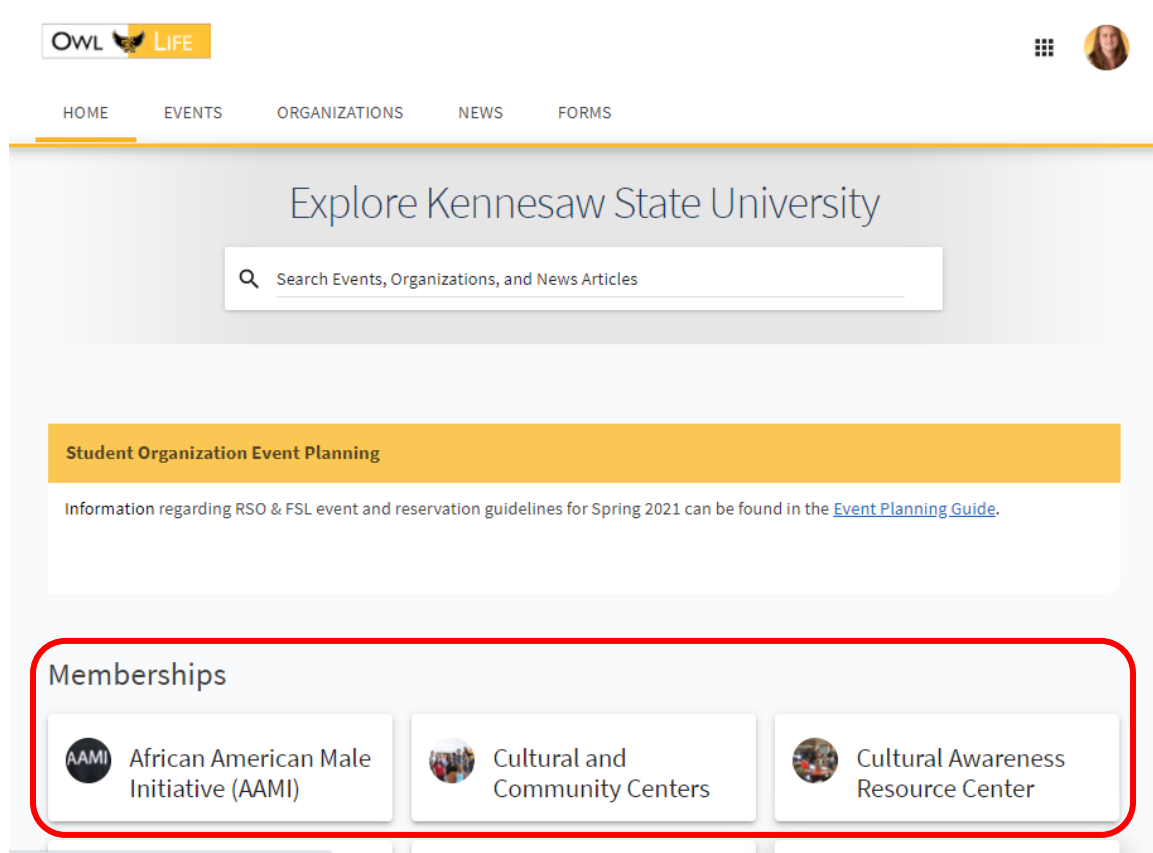 OWL LIFE
HOME EVENTS ORGANIZATIONS NEWS FORMS
Explore Kennesaw State University
Search Events, Organizations, and News Articles
Student Organization Event Planning
Information regarding RSO & FSL event and reservation guidelines for Spring 2021 can be found in the Event Planning Guide.
Memberships
AAMI
African American Male
Initiative (AAMI)
Cultural and
Community Centers
Cultural Awareness
Resource Center